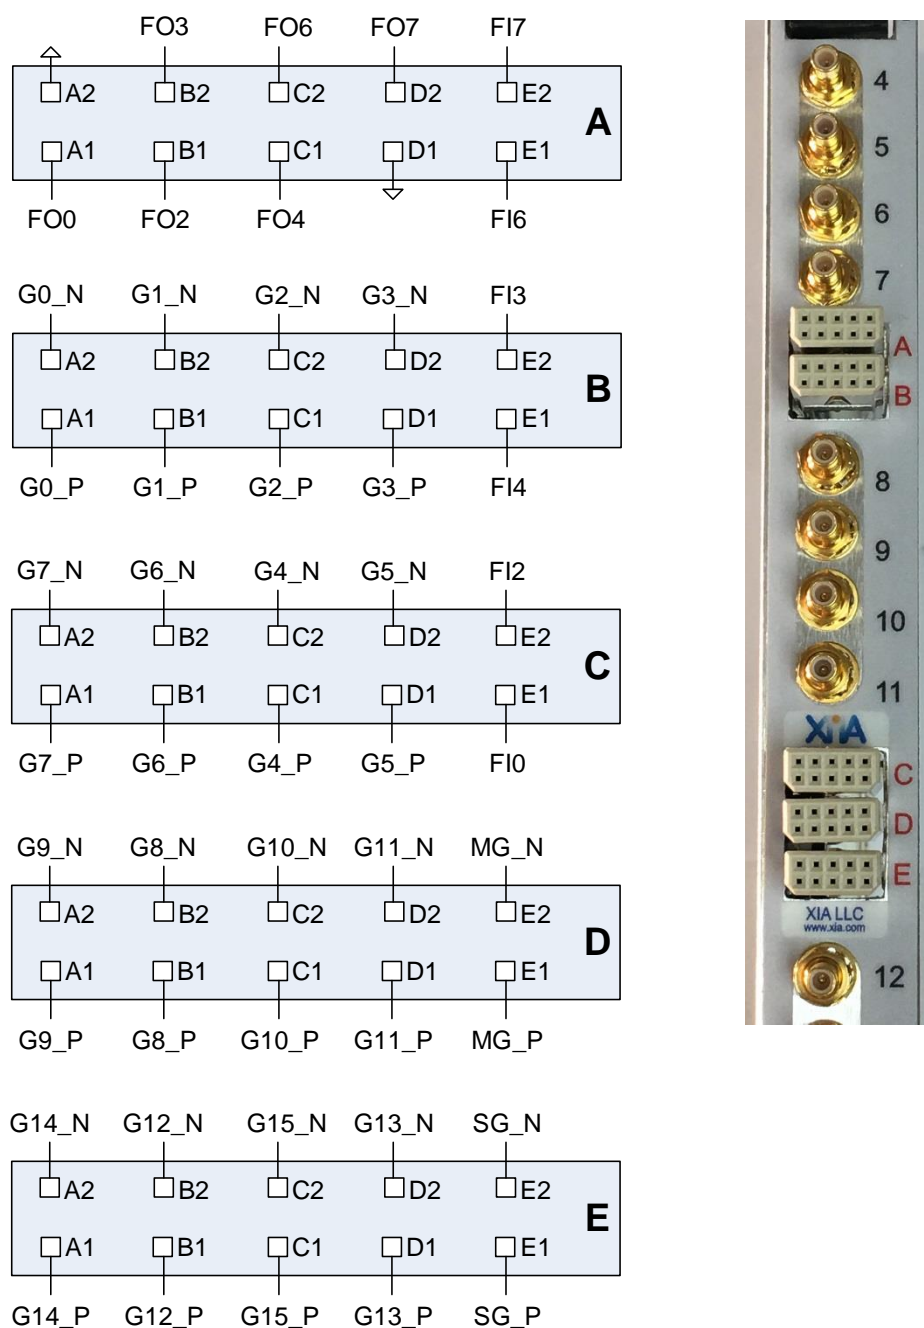 FO3 FO6 FO7 FI7
A2 B2 C2 D2 E2
A
A1 B1 C1 D1 E1
FO0 FO2 FO4 FI6
G0_N G1_N G2_N G3_N FI3
A2 B2 C2 D2 E2
B
A1 B1 C1 D1 E1
G0_P G1_P G2_P G3_P FI4
G7_N G6_N G4_N G5_N FI2
A2 B2 C2 D2 E2
C
A1 B1 C1 D1 E1
G7_P G6_P G4_P G5_P FI0
G9_N G8_N G10_N G11_N MG_N
A2 B2 C2 D2 E2
D
A1 B1 C1 D1 E1
G9_P G8_P G10_P G11_P MG_P
G14_N G12_N G15_N G13_N SG_N
A2 B2 C2 D2 E2
E
A1 B1 C1 D1 E1
G14_P G12_P G15_P G13_P SG_P
4
5
6
7
A
B
8
9
10
11
XIA
C
D
E
XIA LLC
www.xia.com
12